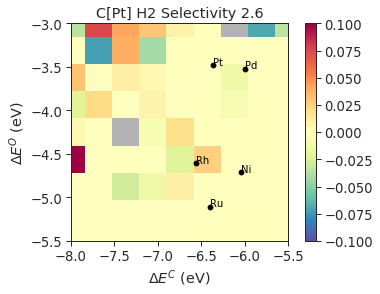 C[Pt] H2 Selectivity 2.6
−3.0
−3.5
−4.0
−4.5
−5.0
−5.5
ΔE^O (eV)
Pt
Pd
Rh
Ni
Ru
−8.0 −7.5 −7.0 −6.5 −6.0 −5.5
ΔE^C (eV)
0.100
0.075
0.050
0.025
0.000
−0.025
−0.050
−0.075
−0.100